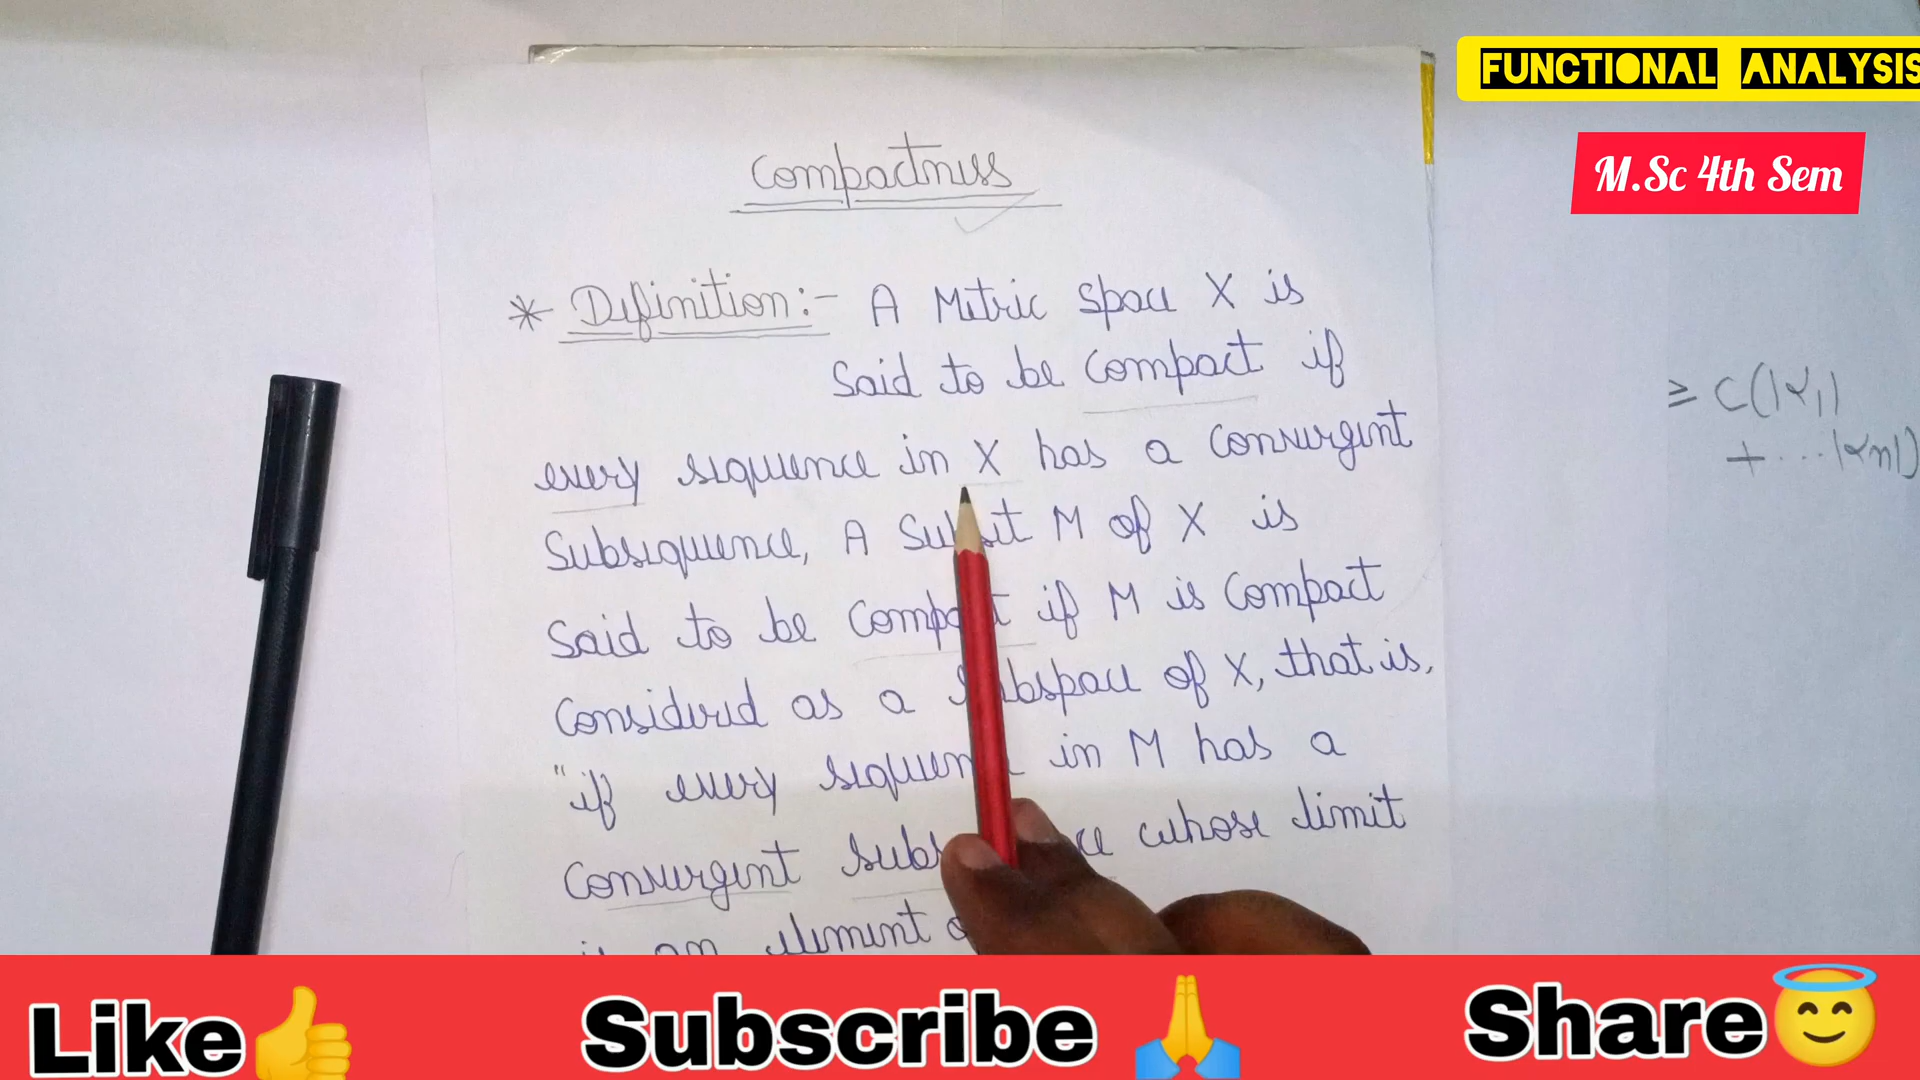 FUNCTIONAL ANALYSIS
M.Sc 4th Sem
Compactness
* Definition:- A Metric space X is
Said to be Compact if
every sequence in X has a Convergent
Subsequence, A Subset M of X is
Said to be Compact if M is Compact
Considered as a Subspace of X, that is,
"if every sequence in M has a
Convergent whose limit
is an element
≥ C(|α1|
+ ... |αn|)
Like👍 Subscribe🙏 Share😇